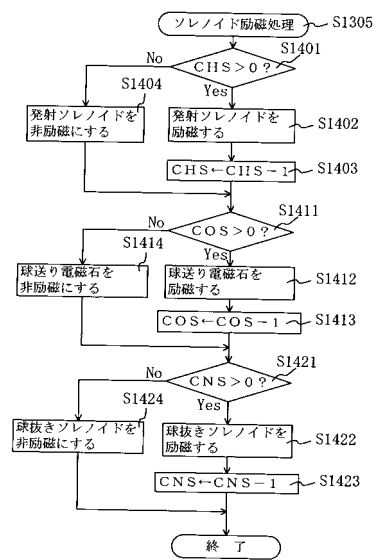 ソレノイド励磁処理
S1305
S1401
CHS>0?
No
Yes
S1404
発射ソレノイドを
非励磁にする
発射ソレノイドを
励磁する
S1402
CHS←CHS-1
S1403
S1411
COS>0?
No
Yes
S1414
球送り電磁石を
非励磁にする
球送り電磁石を
励磁する
S1412
COS←COS-1
S1413
S1421
CNS>0?
No
Yes
S1424
球抜きソレノイドを
非励磁にする
球抜きソレノイドを
励磁する
S1422
CNS←CNS-1
S1423
終 了